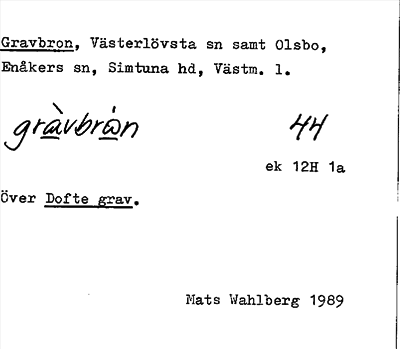 Gravbron, Västerlövsta sn samt Olsbo,
Enåkers sn, Simtuna hd, Västm. l.
gràvbrω̇n 44
ek 12H 1a
Över Dofte grav.
Mats Wahlberg 1989